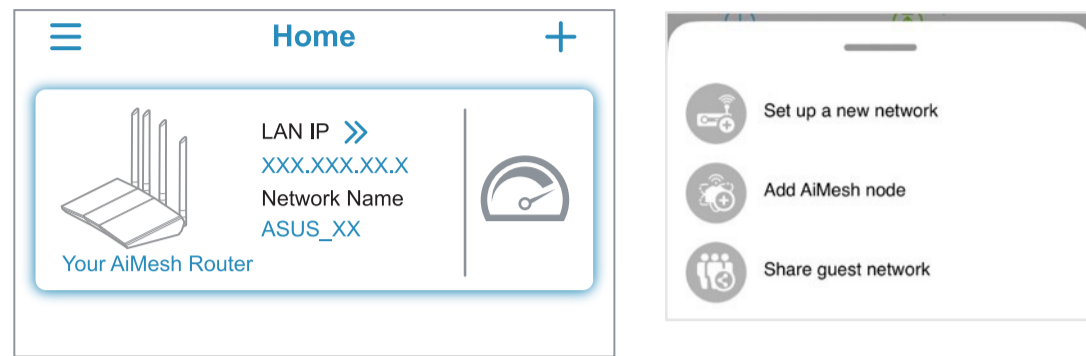 Home
LAN IP
XXX.XXX.XX.X
Network Name
ASUS_XX
Your AiMesh Router
Set up a new network
Add AiMesh node
Share guest network